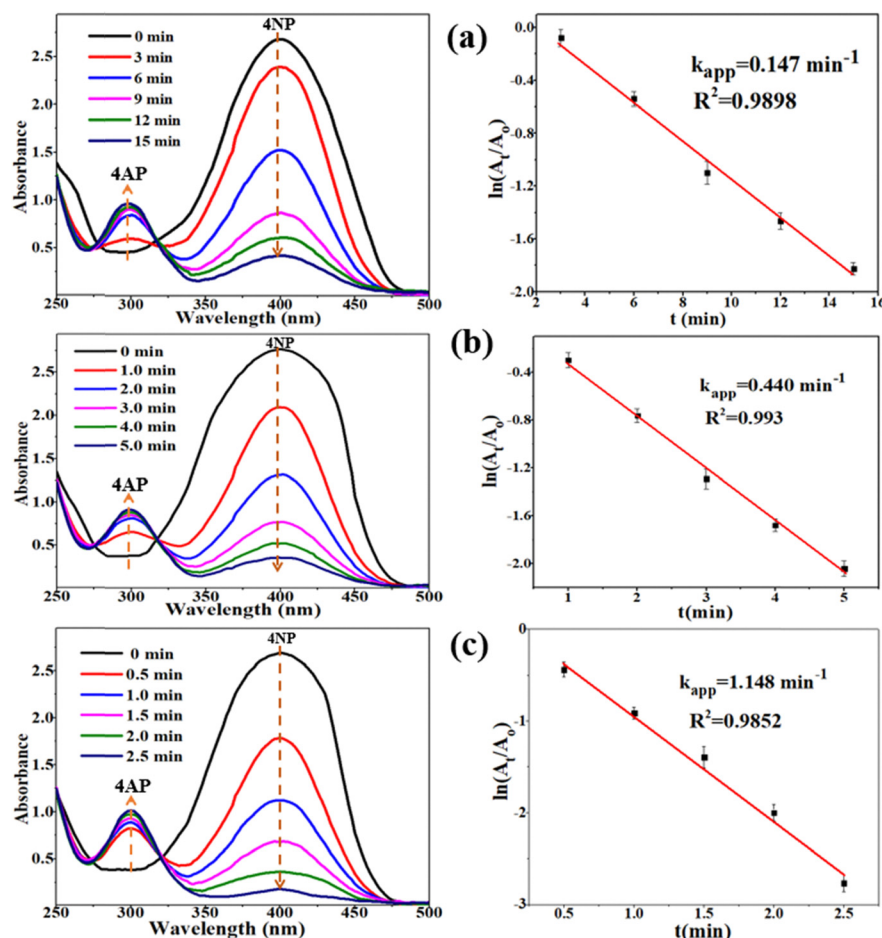 (a)
Absorbance
2.5
2.0
1.5
1.0
0.5
0 min
3 min
6 min
9 min
12 min
15 min
4NP
4AP
250 300 350 400 450 500
Wavelength (nm)
ln(At/Ao)
0.0
-0.4
-0.8
-1.2
-1.6
-2.0
kapp=0.147 min-1
R2=0.9898
2 4 6 8 10 12 14 16
t (min)
(b)
Absorbance
2.5
2.0
1.5
1.0
0.5
0 min
1.0 min
2.0 min
3.0 min
4.0 min
5.0 min
4NP
4AP
250 300 350 400 450 500
Wavelength (nm)
ln(At/Ao)
-0.4
-0.8
-1.2
-1.6
-2.0
kapp=0.440 min-1
R2=0.993
1 2 3 4 5
t(min)
(c)
Absorbance
2.5
2.0
1.5
1.0
0.5
0 min
0.5 min
1.0 min
1.5 min
2.0 min
2.5 min
4NP
4AP
250 300 350 400 450 500
Wavelength (nm)
ln(At/Ao)
0
-1
-2
-3
kapp=1.148 min-1
R2=0.9852
0.5 1.0 1.5 2.0 2.5
t(min)